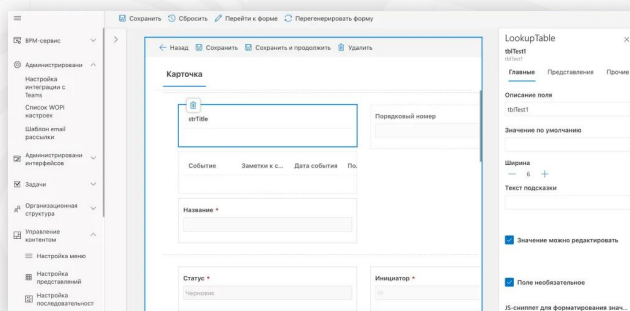 Сохранить Сбросить Перейти к форме Перегенерировать форму
BPM-сервис
Администрировани
Настройка
интеграции с
Teams
Список WOPI
настроек
Шаблон email
рассылки
Администрировани
интерфейсов
Задачи
Организационная
структура
Управление
контентом
Настройка меню
Настройка
представлений
Настройка
последовательност
Назад Сохранить Сохранить и продолжить Удалить
Карточка
strTitle
Порядковый номер
Событие Заметки к с... Дата события По.
Название *
Статус *
Черновик
Инициатор *
LookupTable
tblTest1
tblTest1
Главные Представления Прочие
Описание поля
tblTest1
Значение по умолчанию
Ширина
— 6 +
Текст подсказки
Значение можно редактировать
Поле необязательное
JS-сниппет для форматирования знач...